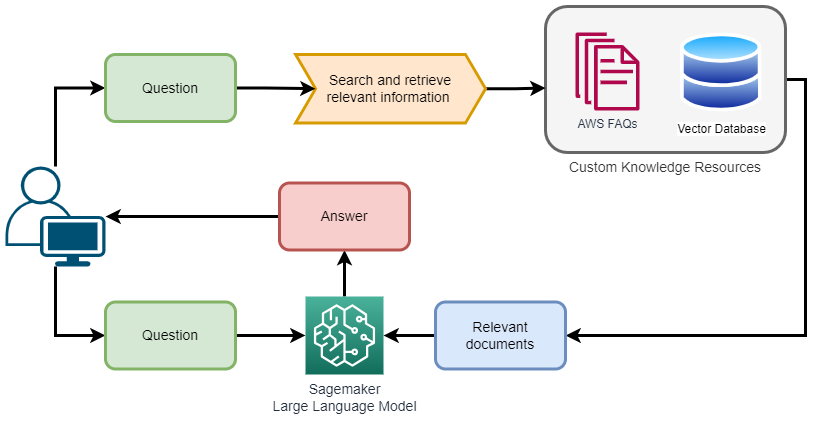 Question
Search and retrieve
relevant information
AWS FAQs
Vector Database
Custom Knowledge Resources
Answer
Question
Sagemaker
Large Language Model
Relevant
documents